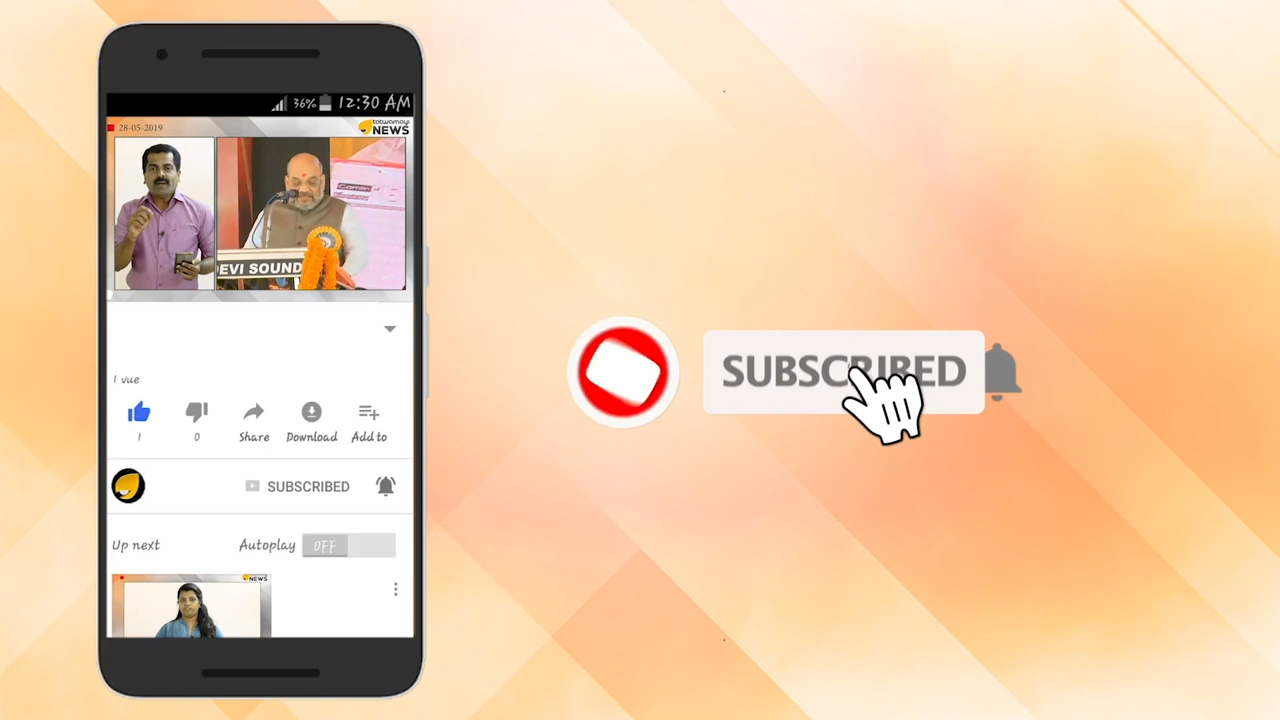 36% 12:30 AM
28-05-2019
tatwamayi
NEWS
DEVI SOUND
1 vue
1
0
Share
Download
Add to
SUBSCRIBED
Up next
Autoplay
OFF
NEWS
SUBSCRIBED